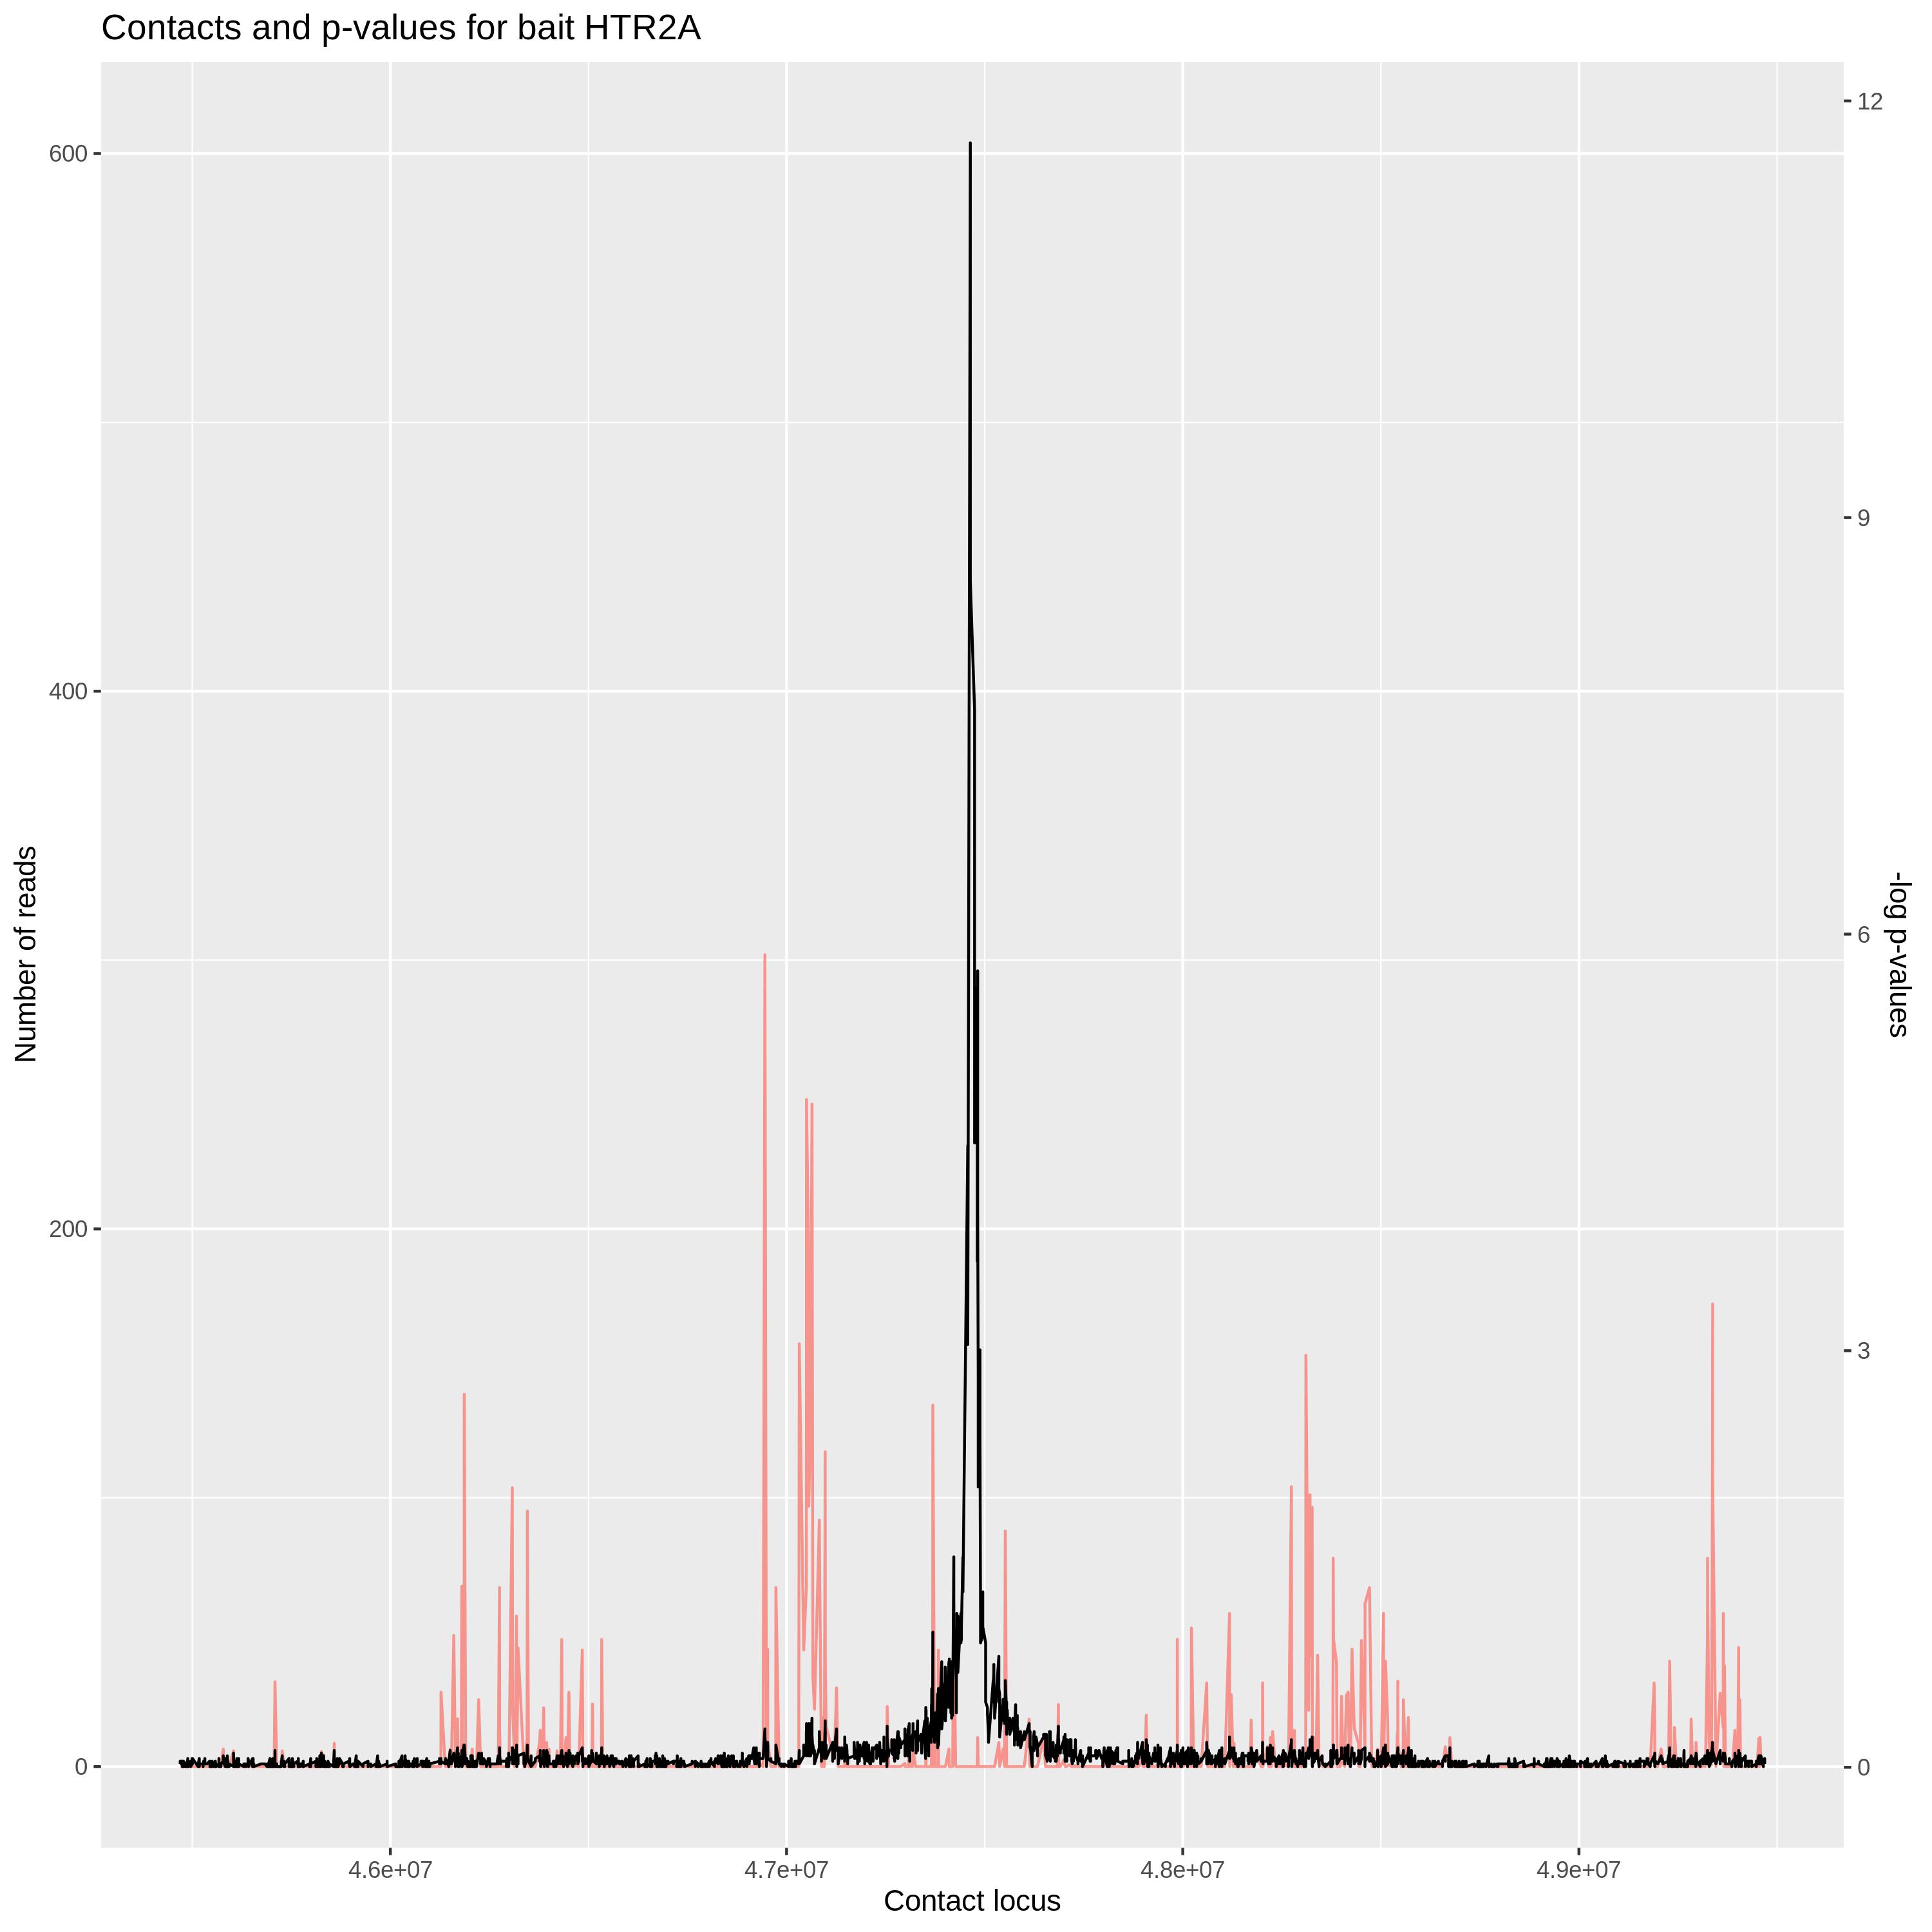 Contacts and p-values for bait HTR2A
600
400
200
0
12
9
6
3
0
Number of reads
-log p-values
4.6e+07
4.7e+07
4.8e+07
4.9e+07
Contact locus